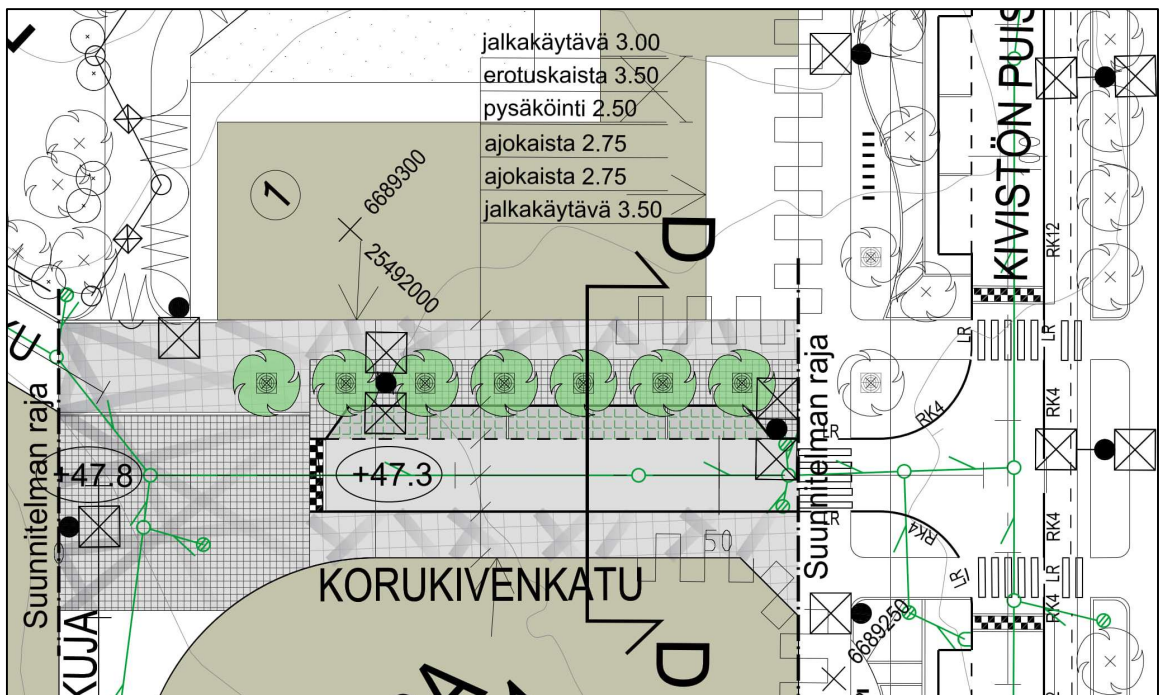 jalkakäytävä 3.00
erotuskaista 3.50
pysäköinti 2.50
ajokaista 2.75
ajokaista 2.75
jalkakäytävä 3.50
1
6689300
25492000
D
KIVISTÖN PUIS
RK12
LR
LR
RK4
RK4
LR
Suunnitelman raja
Suunnitelman raja
+47.8
+47.3
LR
RK4
RK4
50
KORUKIVENKATU
LR
LR
RK4
6689250
KUJA
D